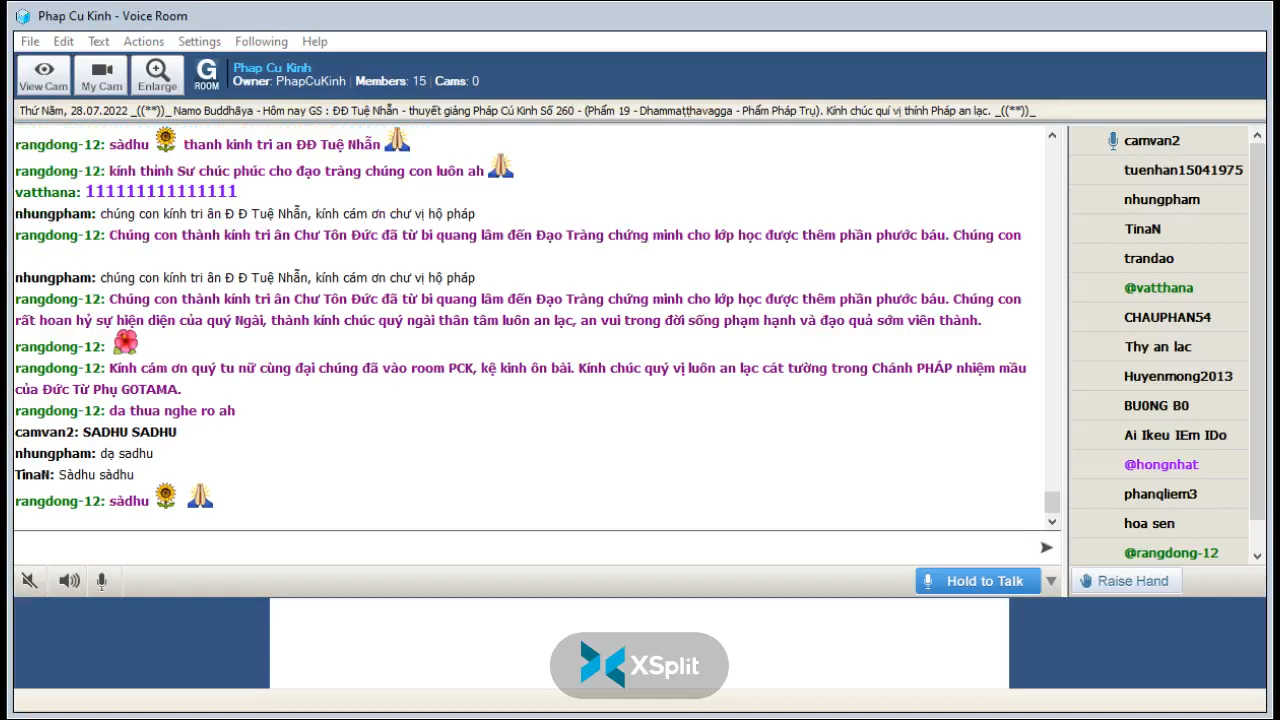 Phap Cu Kinh - Voice Room
File Edit Text Actions Settings Following Help
View Cam My Cam Enlarge G ROOM
Phap Cu Kinh
Owner: PhapCuKinh | Members: 15 | Cams: 0
Thứ Năm, 28.07.2022 _((**))_ Namo Buddhāya - Hôm nay GS : ĐĐ Tuệ Nhẫn - thuyết giảng Pháp Cú Kinh Số 260 - (Phẩm 19 - Dhammaṭṭhavagga - Phẩm Pháp Trụ). Kính chúc quí vị thính Pháp an lạc. _((**))_ :
rangdong-12: sàdhu thanh kinh tri an ĐĐ Tuệ Nhẫn
rangdong-12: kính thỉnh Sư chúc phúc cho đạo tràng chúng con luôn ah
vatthana: 1111111111111111
nhungpham: chúng con kính tri ân Đ Đ Tuệ Nhẫn, kính cám ơn chư vị hộ pháp
rangdong-12: Chúng con thành kính tri ân Chư Tôn Đức đã từ bi quang lâm đến Đạo Tràng chứng minh cho lớp học được thêm phần phước báu. Chúng con
nhungpham: chúng con kính tri ân Đ Đ Tuệ Nhẫn, kính cám ơn chư vị hộ pháp
rangdong-12: Chúng con thành kính tri ân Chư Tôn Đức đã từ bi quang lâm đến Đạo Tràng chứng minh cho lớp học được thêm phần phước báu. Chúng con
rất hoan hỷ sự hiện diện của quý Ngài, thành kính chúc quý ngài thân tâm luôn an lạc, an vui trong đời sống phạm hạnh và đạo quả sớm viên thành.
rangdong-12:
rangdong-12: Kính cám ơn quý tu nữ cùng đại chúng đã vào room PCK, kệ kinh ôn bài. Kính chúc quý vị luôn an lạc cát tường trong Chánh PHÁP nhiệm mầu
của Đức Từ Phụ GOTAMA.
rangdong-12: da thua nghe ro ah
camvan2: SADHU SADHU
nhungpham: dạ sadhu
TinaN: Sàdhu sàdhu
rangdong-12: sàdhu
camvan2
tuenhan15041975
nhungpham
TinaN
trandao
@vatthana
CHAUPHAN54
Thy an lac
Huyenmong2013
BU0NG B0
Ai Ikeu IEm IDo
@hongnhat
phanqliem3
hoa sen
@rangdong-12
Hold to Talk
Raise Hand
XSplit